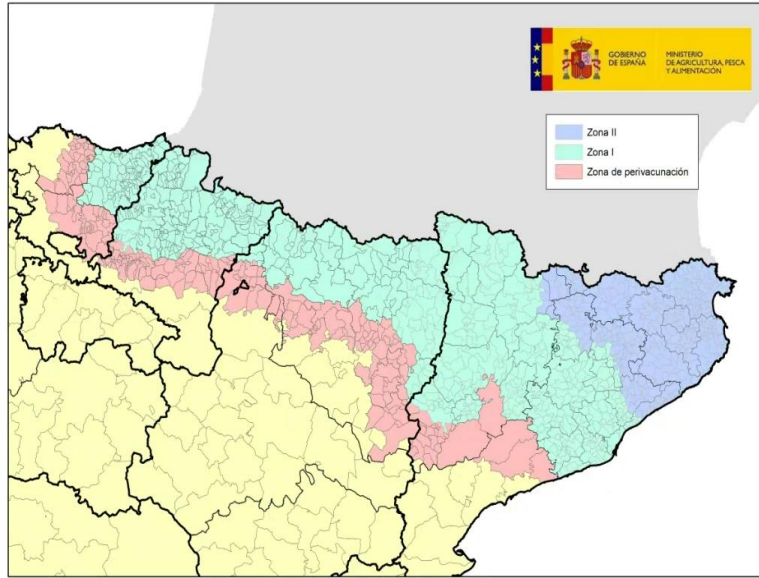 GOBIERNO
DE ESPAÑA
MINISTERIO
DE AGRICULTURA, PESCA
Y ALIMENTACIÓN
Zona II
Zona I
Zona de perivacunación